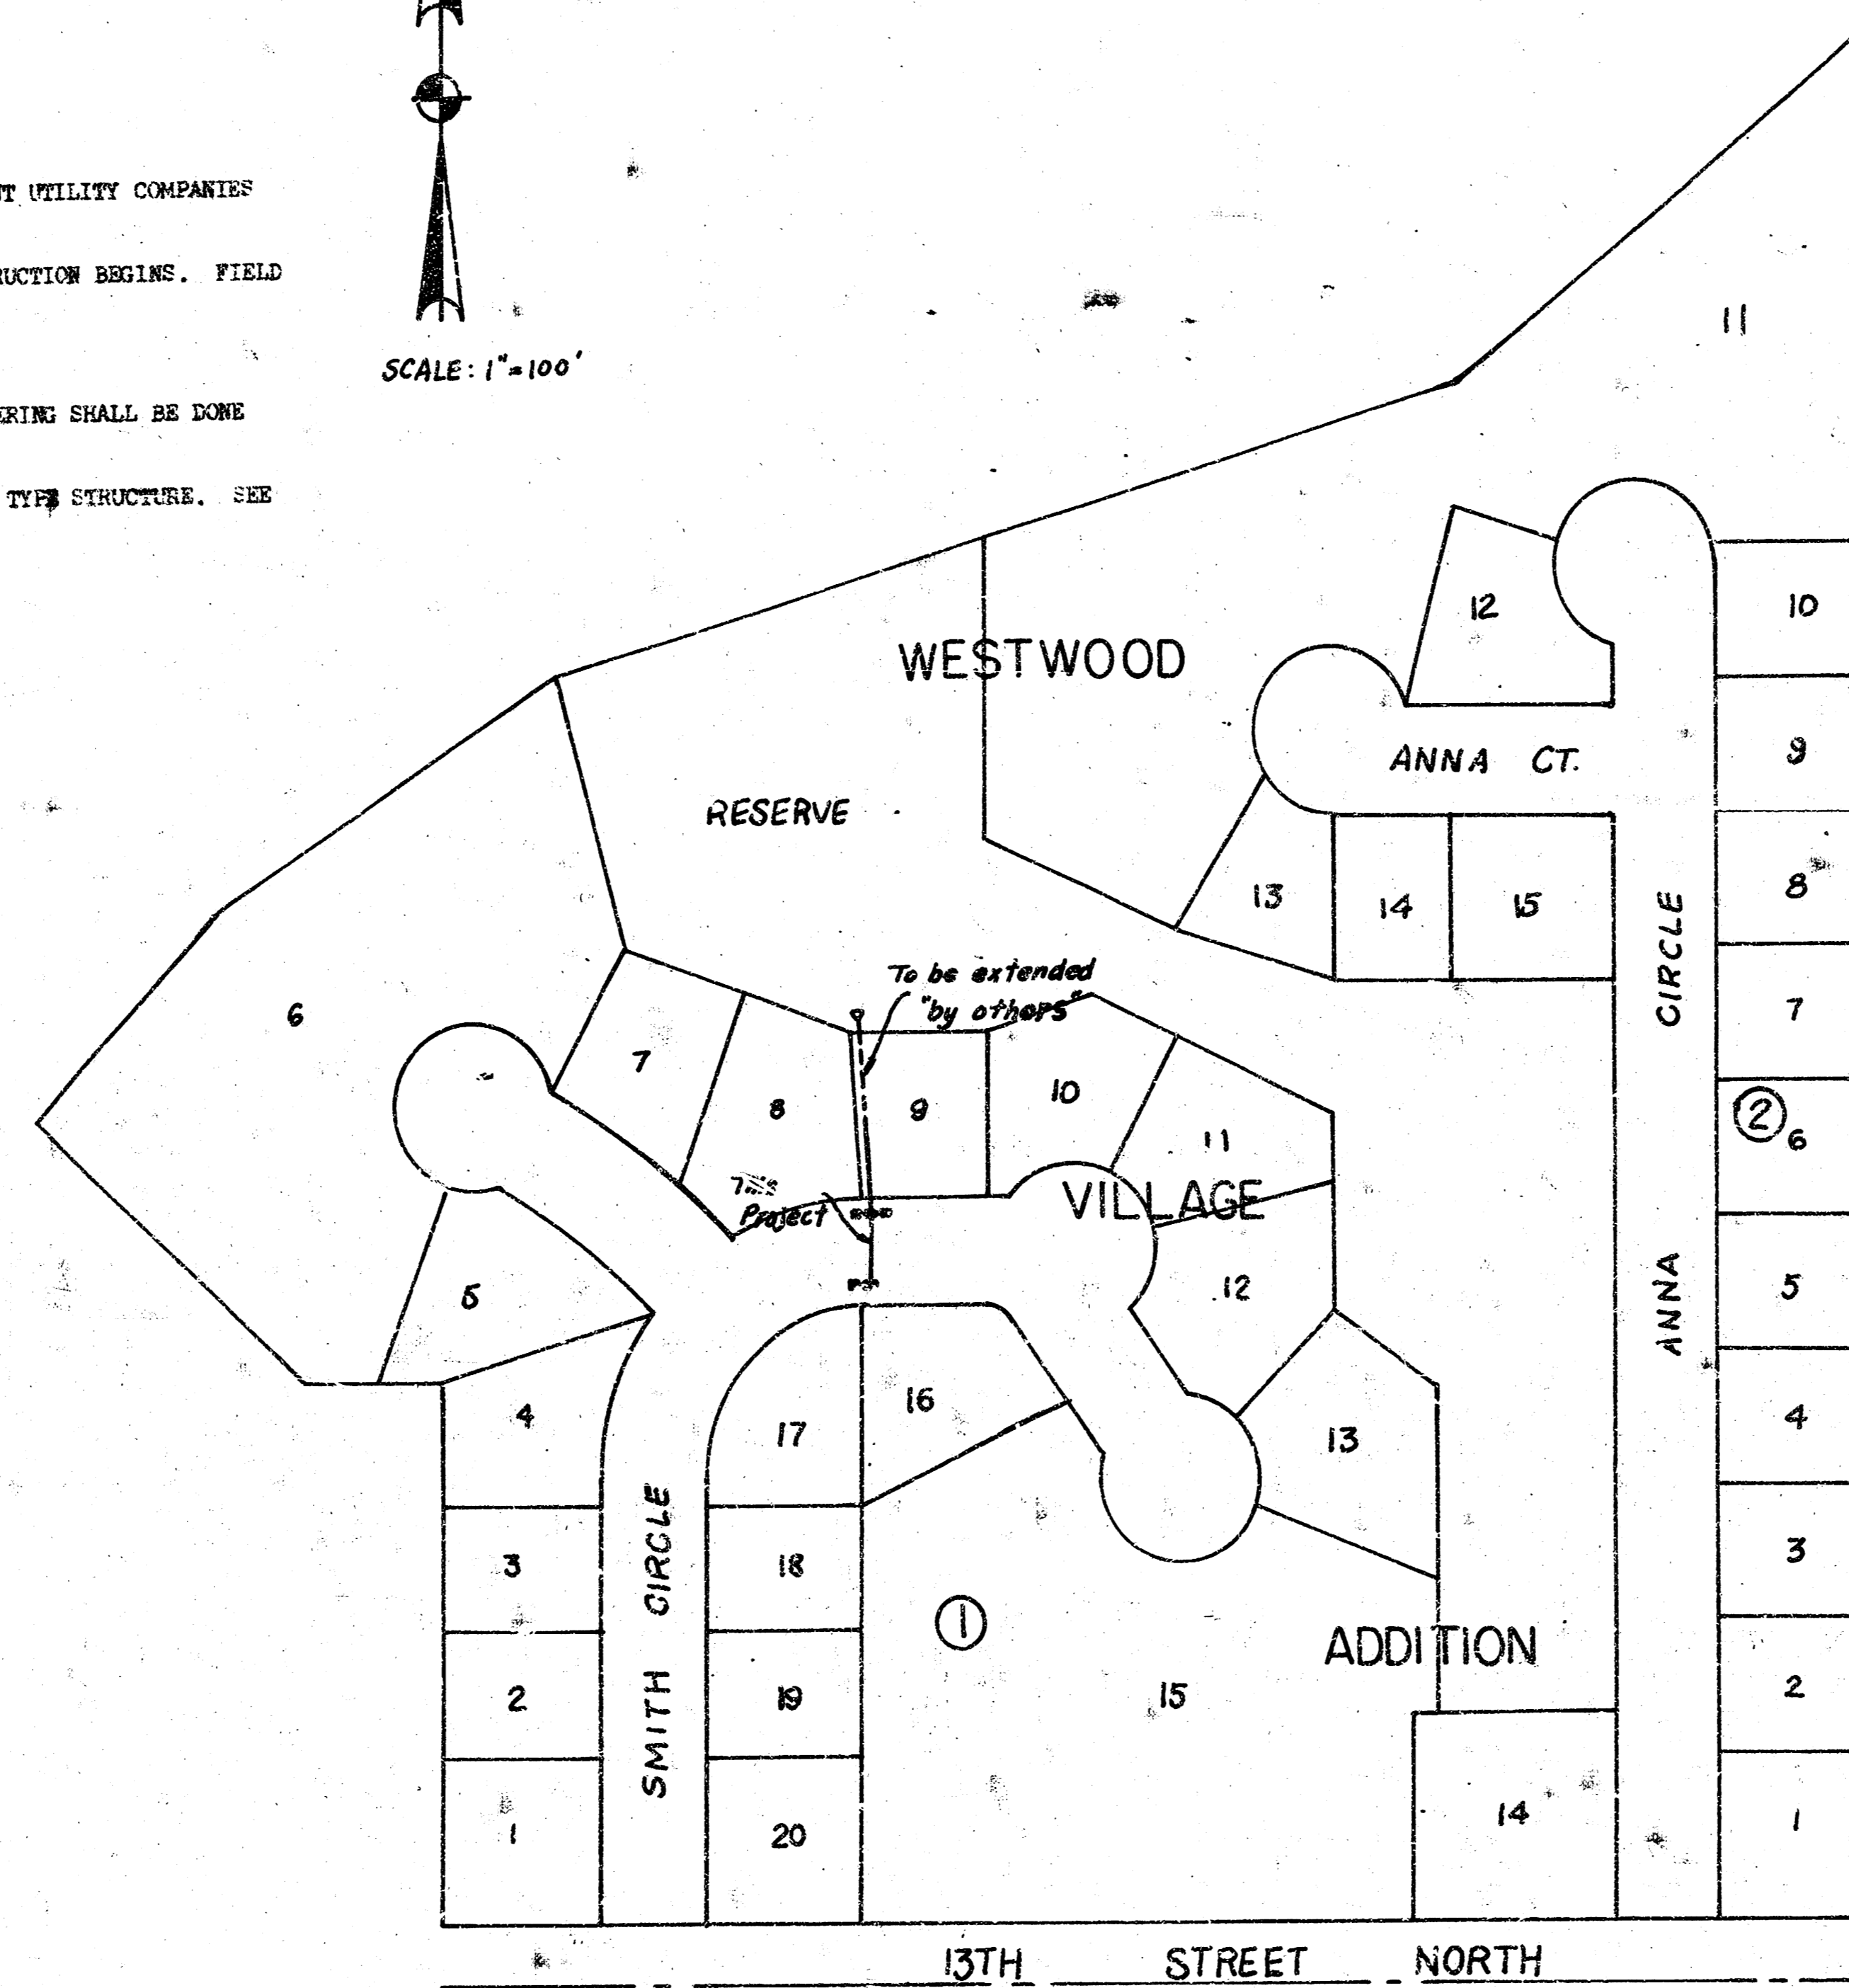 UTILITY COMPANIES
RUCTION BEGINS. FIELD
ERING SHALL BE DONE
TYPE STRUCTURE. SEE
SCALE: 1"=100'
11
12
10
WESTWOOD
ANNA CT.
9
RESERVE
8
13
14
15
CIRCLE
To be extended
"by others"
6
7
7
8
9
10
11
2
6
This
Project
VILLAGE
5
12
5
ANNA
4
17
16
13
4
3
18
SMITH CIRCLE
1
3
ADDITION
2
19
15
2
1
20
14
1
13TH STREET NORTH